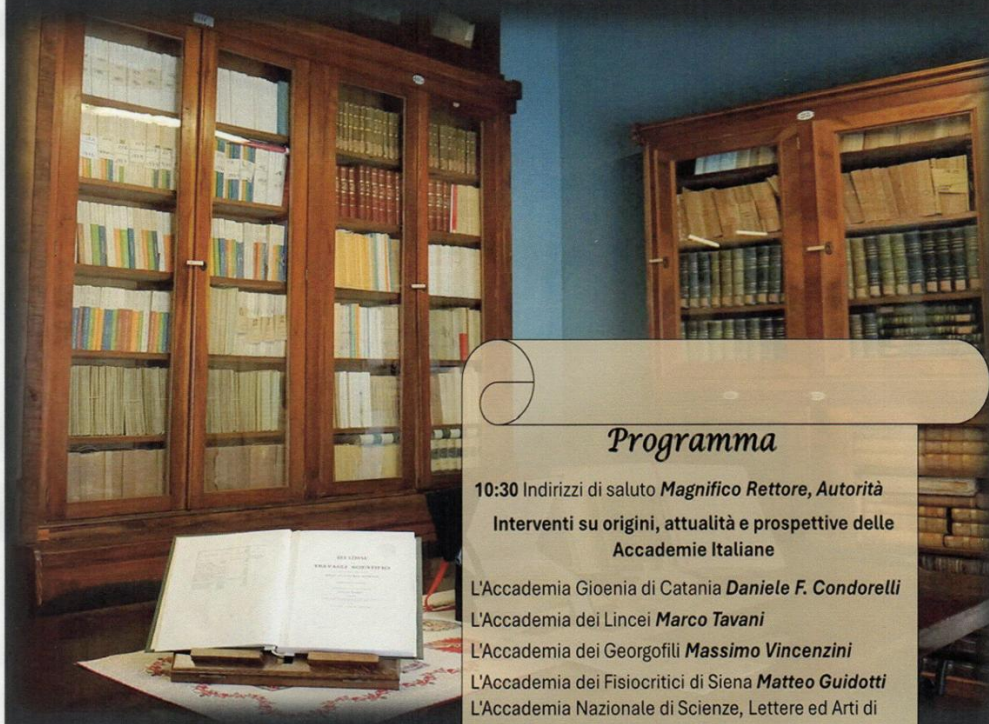 Programma
10:30 Indirizzi di saluto Magnifico Rettore, Autorità
Interventi su origini, attualità e prospettive delle
Accademie Italiane
L'Accademia Gioenia di Catania Daniele F. Condorelli
L'Accademia dei Lincei Marco Tavani
L'Accademia dei Georgofili Massimo Vincenzini
L'Accademia dei Fisiocritici di Siena Matteo Guidotti
L'Accademia Nazionale di Scienze, Lettere ed Arti di
RELAZIONE